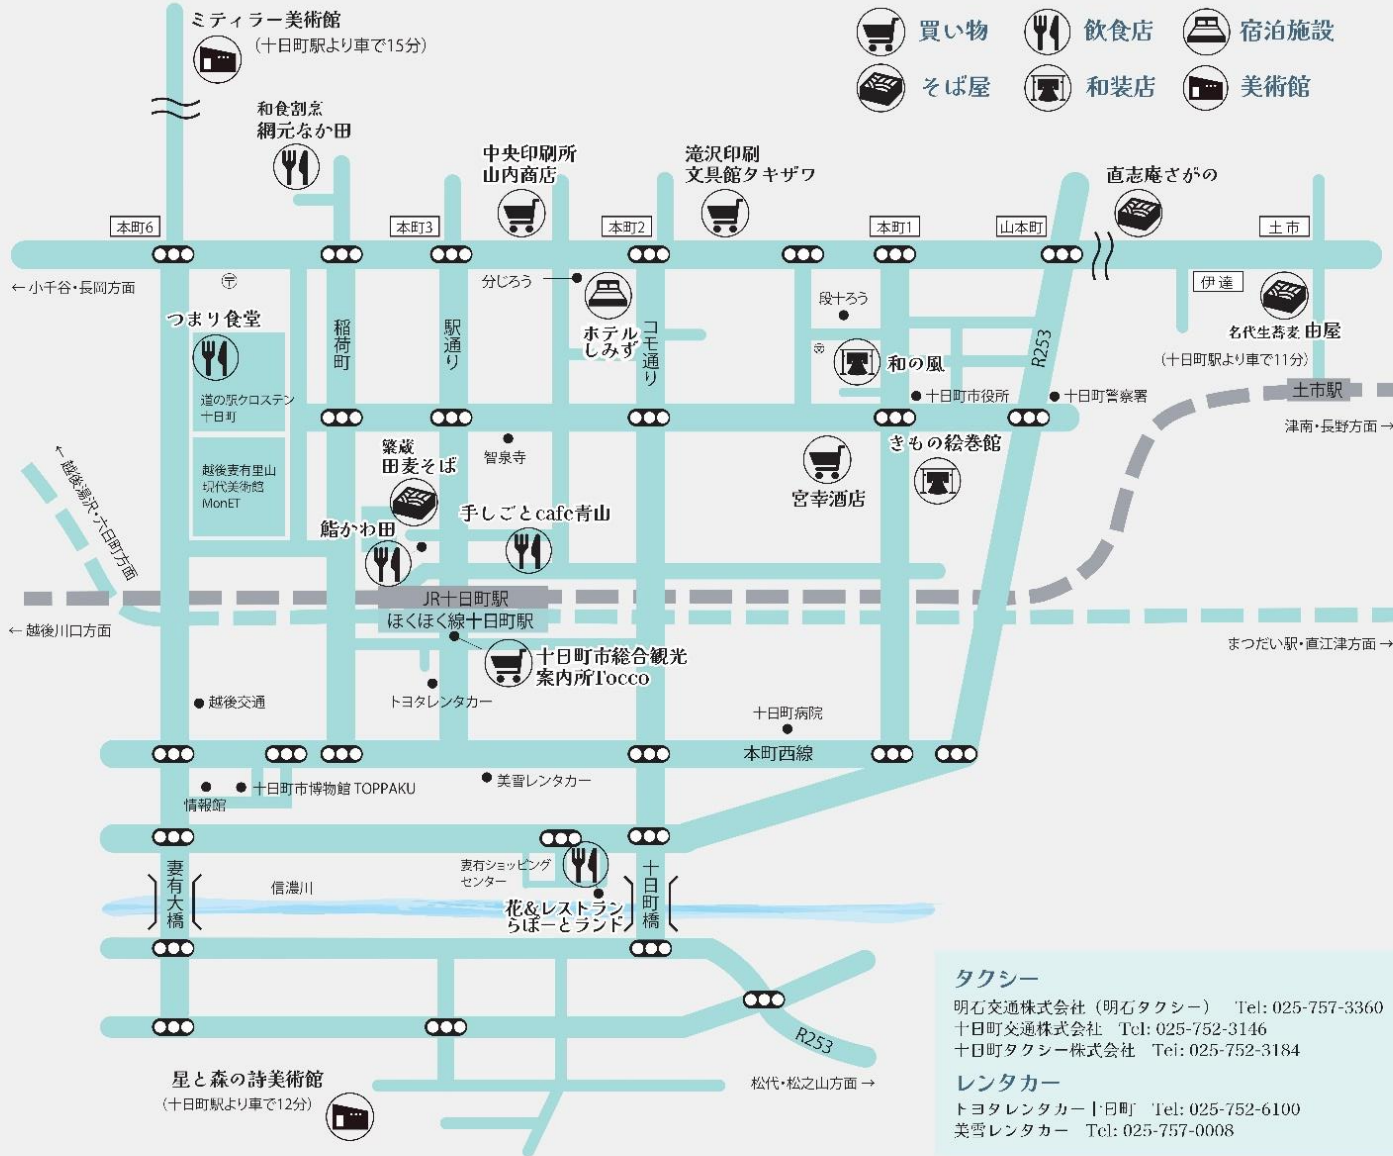 ミティラー美術館
（十日町駅より車で15分）
買い物
飲食店
宿泊施設
そば屋
和装店
美術館
和食割烹
網元なか田
中央印刷所
山内商店
滝沢印刷
文具館タキザワ
直志庵さがの
本町6
本町3
本町2
本町1
山本町
土市
←小千谷・長岡方面
〒
分じろう
ホテル
しみず
段十ろう
伊達
名代生蕎麦 由屋
（十日町駅より車で11分）
つまり食堂
稲荷町
駅通り
コモ通り
R253
和の風
道の駅クロステン
十日町
十日町市役所
十日町警察署
土市駅
津南・長野方面→
繁蔵
田麦そば
智泉寺
きもの絵巻館
宮幸酒店
越後妻有里山
現代美術館
MonET
←越後湯沢・六日町方面
鮨かわ田
手しごとcafe青山
JR十日町駅
ほくほく線十日町駅
←越後川口方面
まつだい駅・直江津方面→
十日町市総合観光
案内所Tocco
越後交通
トヨタレンタカー
十日町病院
本町西線
美雪レンタカー
十日町市博物館 TOPPAKU
情報館
妻有大橋
信濃川
妻有ショッピング
センター
十日町橋
花&レストラン
らぽーとランド
R253
松代・松之山方面→
星と森の詩美術館
（十日町駅より車で12分）
タクシー
明石交通株式会社（明石タクシー） Tel: 025-757-3360
十日町交通株式会社 Tel: 025-752-3146
十日町タクシー株式会社 Tel: 025-752-3184
レンタカー
トヨタレンタカー十日町 Tel: 025-752-6100
美雪レンタカー Tel: 025-757-0008